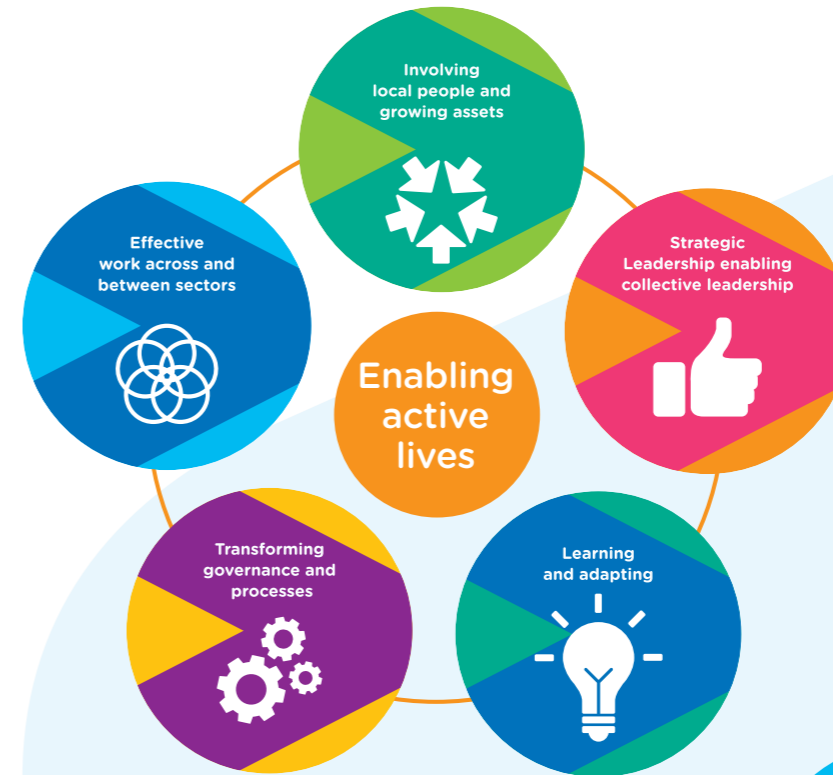 Involving
local people and
growing assets
Effective
work across and
between sectors
Strategic
Leadership enabling
collective leadership
Enabling
active
lives
Transforming
governance and
processes
Learning
and adapting